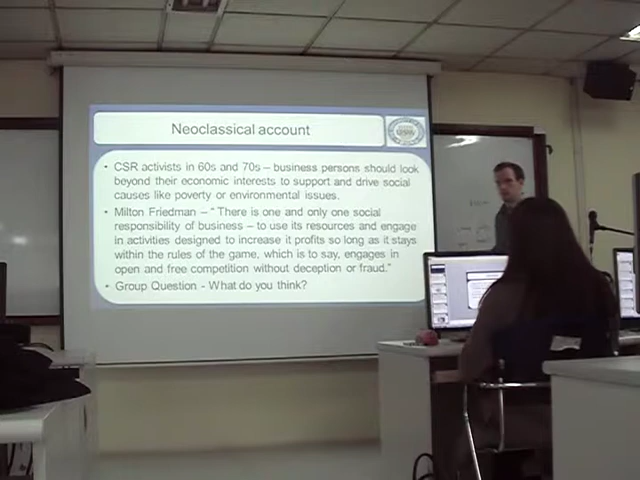 Neoclassical account
• CSR activists in 60s and 70s – business persons should look
beyond their economic interests to support and drive social
causes like poverty or environmental issues.
• Milton Friedman – " There is one and only one social
responsibility of business – to use its resources and engage
in activities designed to increase it profits so long as it stays
within the rules of the game, which is to say, engages in
open and free competition without deception or fraud."
• Group Question - What do you think?